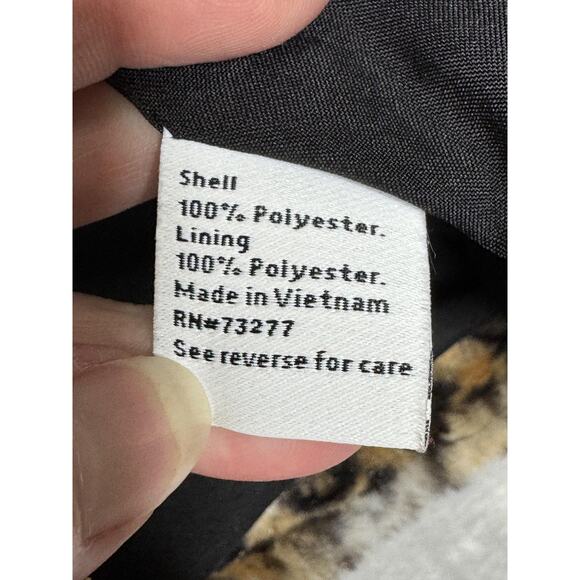 Shell
100% Polyester.
Lining
100% Polyester.
Made in Vietnam
RN#73277
See reverse for care